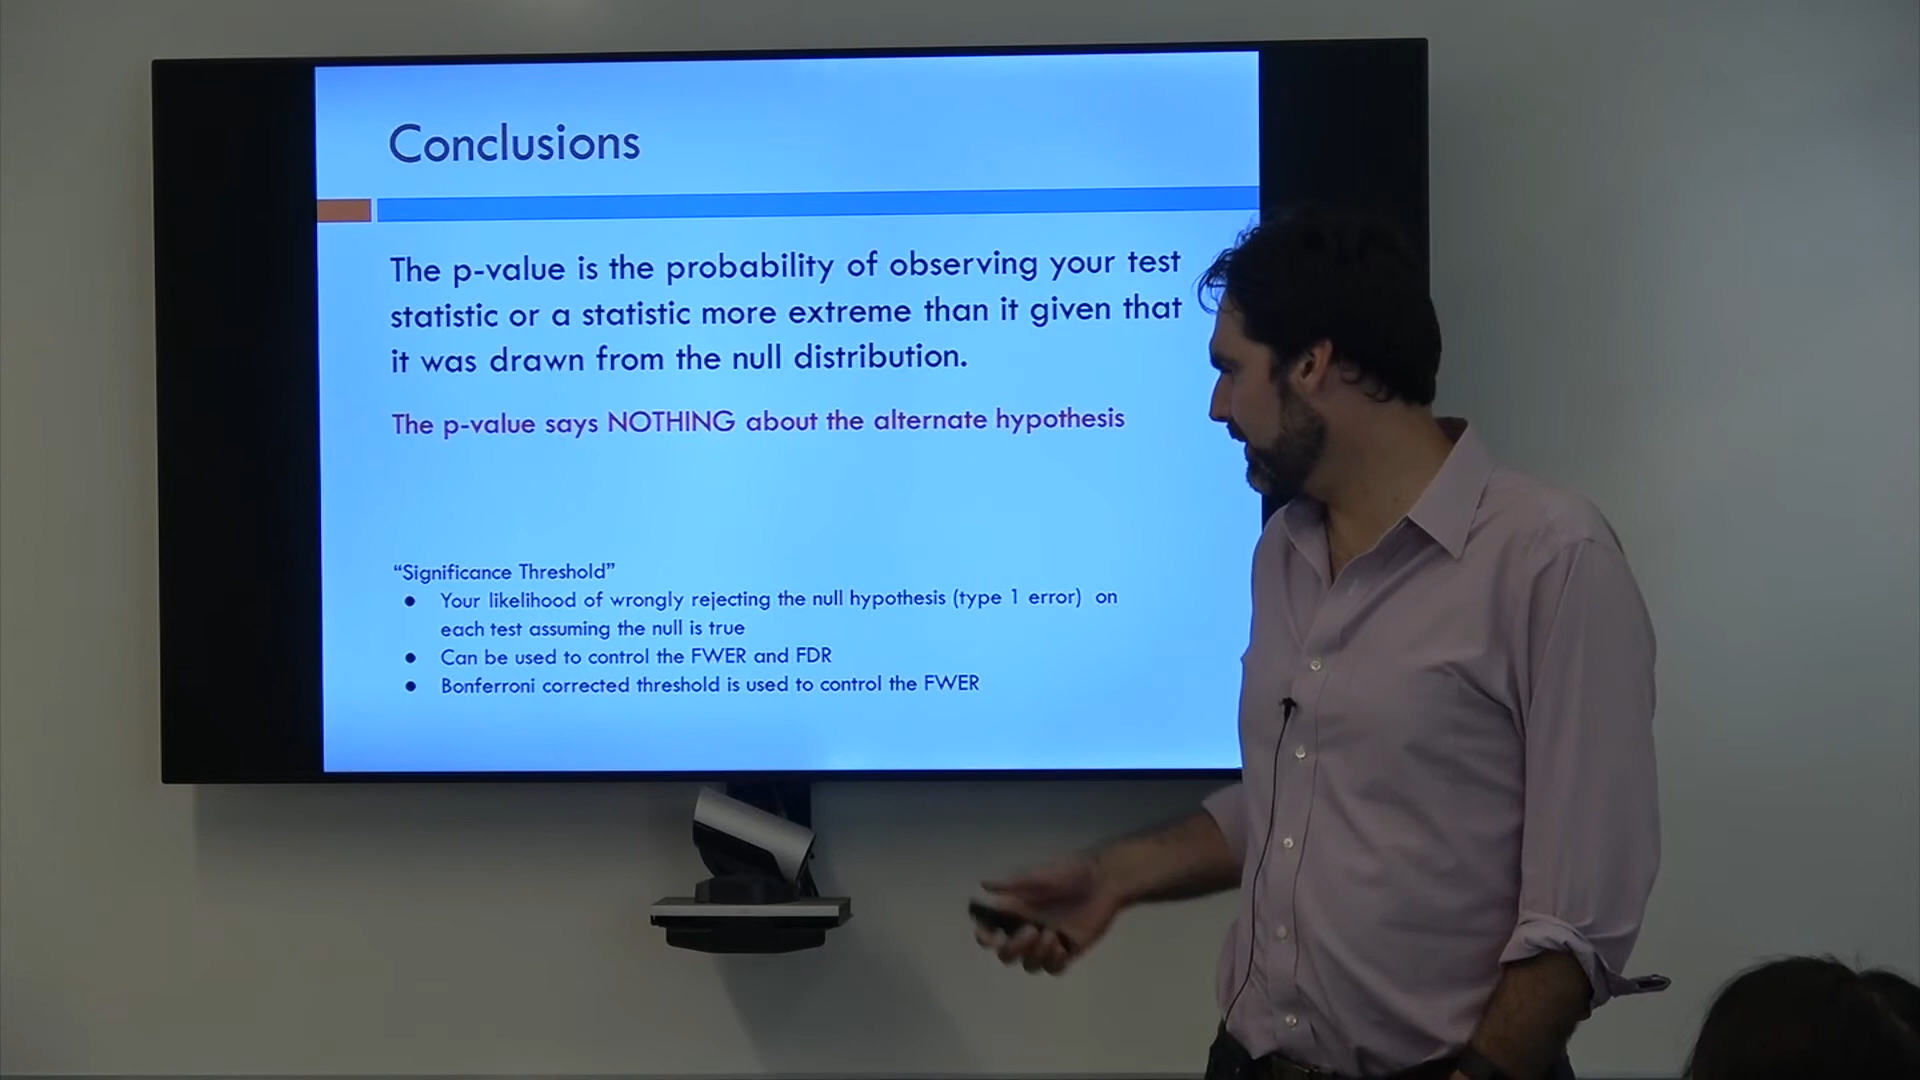 Conclusions
The p-value is the probability of observing your test
statistic or a statistic more extreme than it given that
it was drawn from the null distribution.
The p-value says NOTHING about the alternate hypothesis
“Significance Threshold”
● Your likelihood of wrongly rejecting the null hypothesis (type 1 error) on
each test assuming the null is true
● Can be used to control the FWER and FDR
● Bonferroni corrected threshold is used to control the FWER